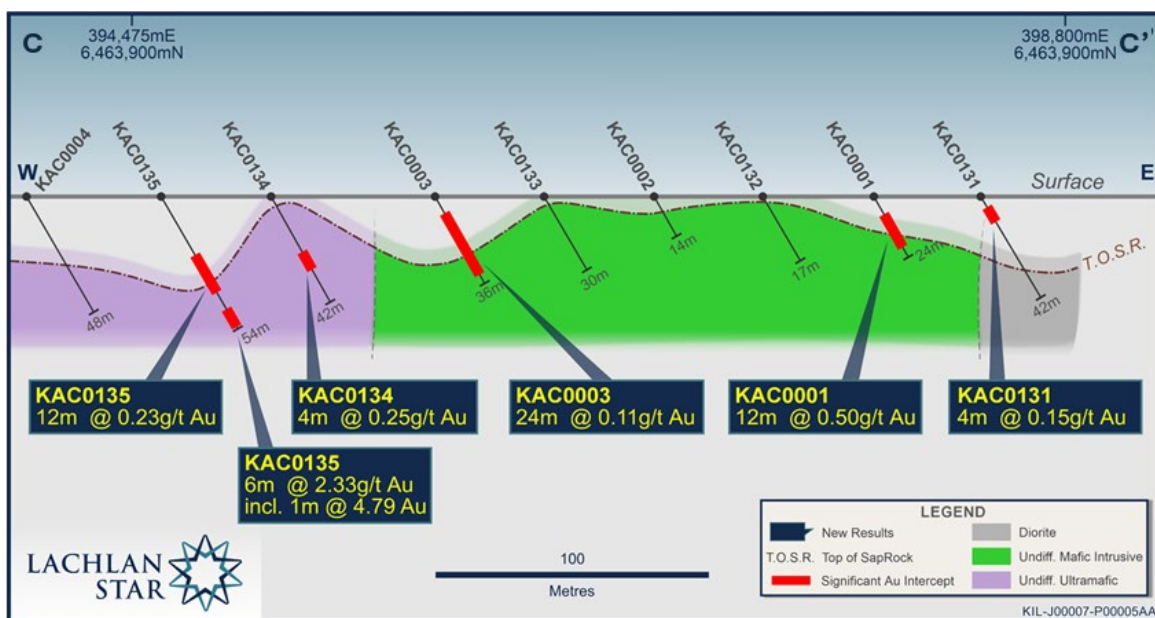 C
394,475mE
6,463,900mN
398,800mE
6,463,900mN
C''
W
KAC0004
KAC0135
KAC0134
KAC0003
KAC0133
KAC0002
KAC0132
KAC0001
KAC0131
Surface
E
T.O.S.R.
48m
54m
42m
36m
30m
14m
17m
24m
42m
KAC0135
12m @ 0.23g/t Au
KAC0134
4m @ 0.25g/t Au
KAC0003
24m @ 0.11g/t Au
KAC0001
12m @ 0.50g/t Au
KAC0131
4m @ 0.15g/t Au
KAC0135
6m @ 2.33g/t Au
incl. 1m @ 4.79 Au
LACHLAN
STAR
100
Metres
LEGEND
New Results
T.O.S.R. Top of SapRock
Significant Au Intercept
Diorite
Undiff. Mafic Intrusive
Undiff. Ultramafic
KIL-J00007-P00005AA